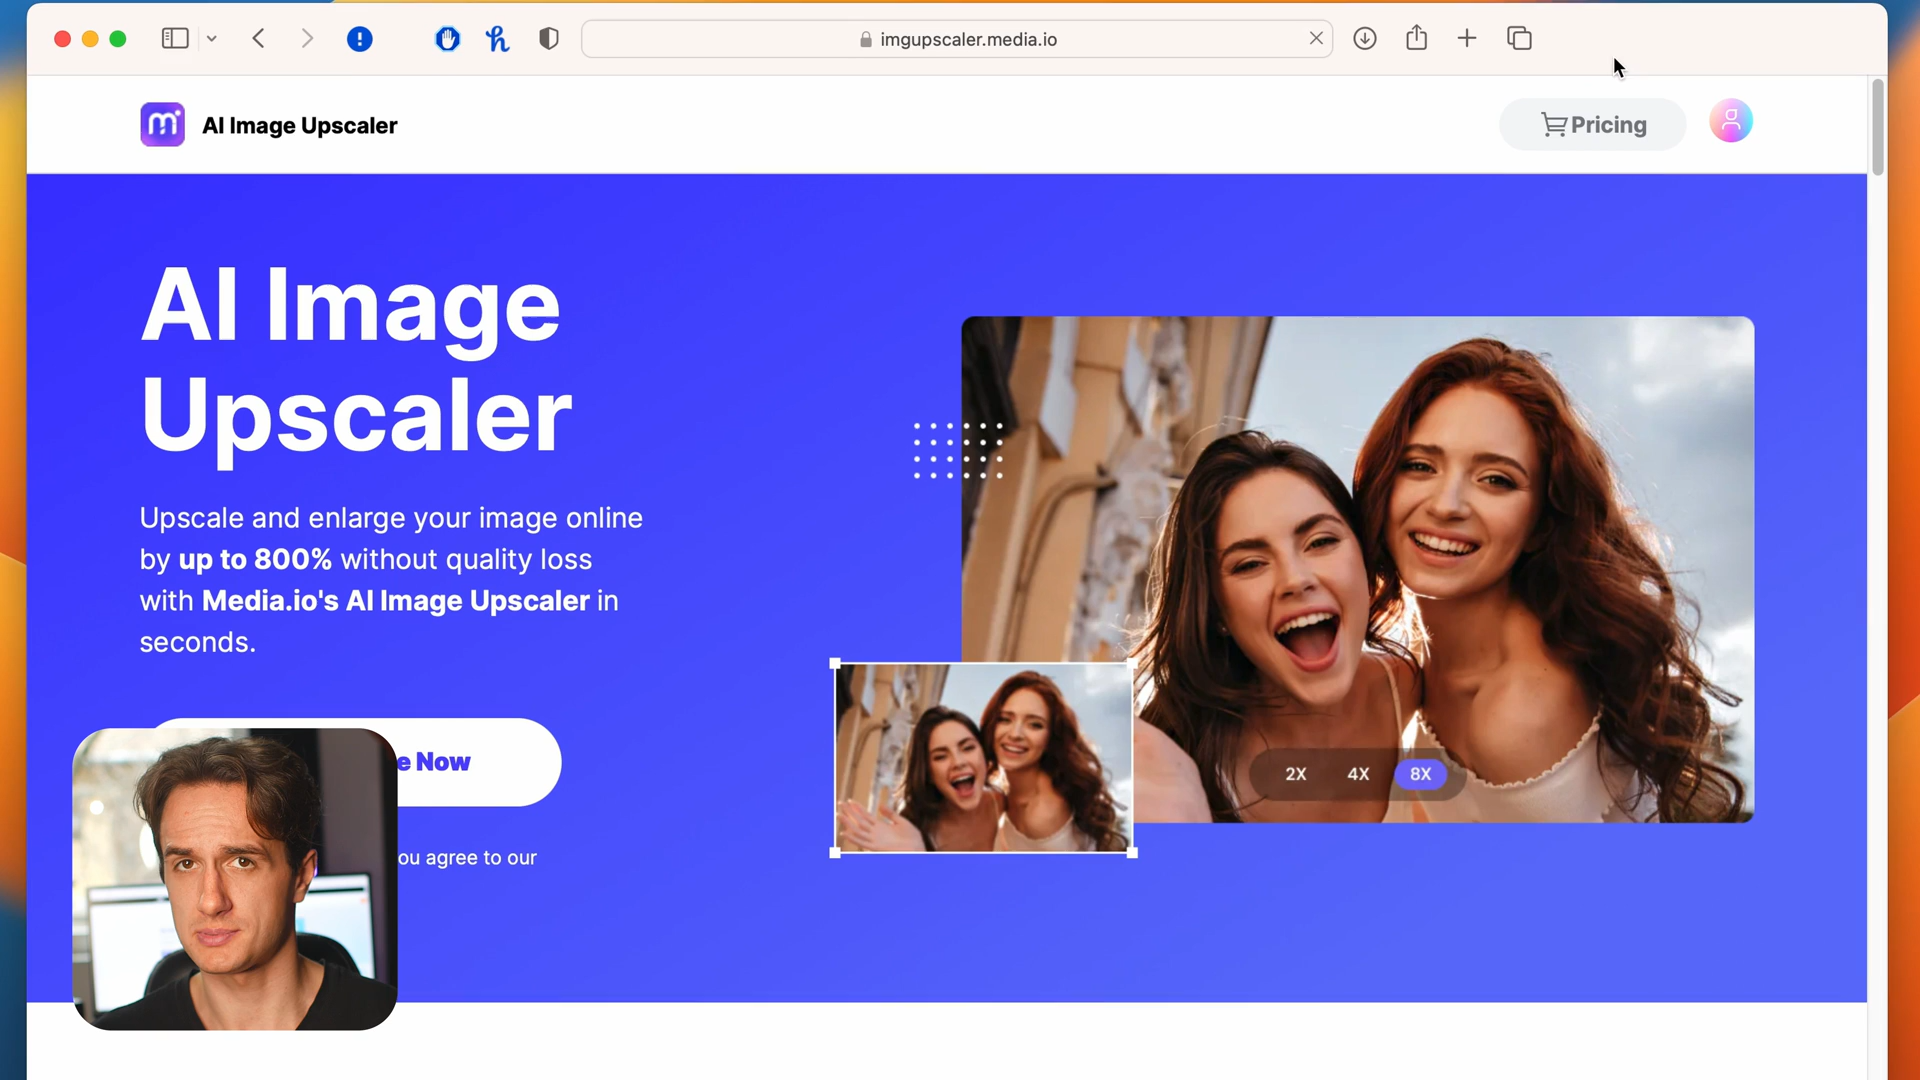 imgupscaler.media.io
AI Image Upscaler
Pricing
AI Image
Upscaler
Upscale and enlarge your image online
by up to 800% without quality loss
with Media.io's AI Image Upscaler in
seconds.
e Now
ou agree to our
2X 4X 8X